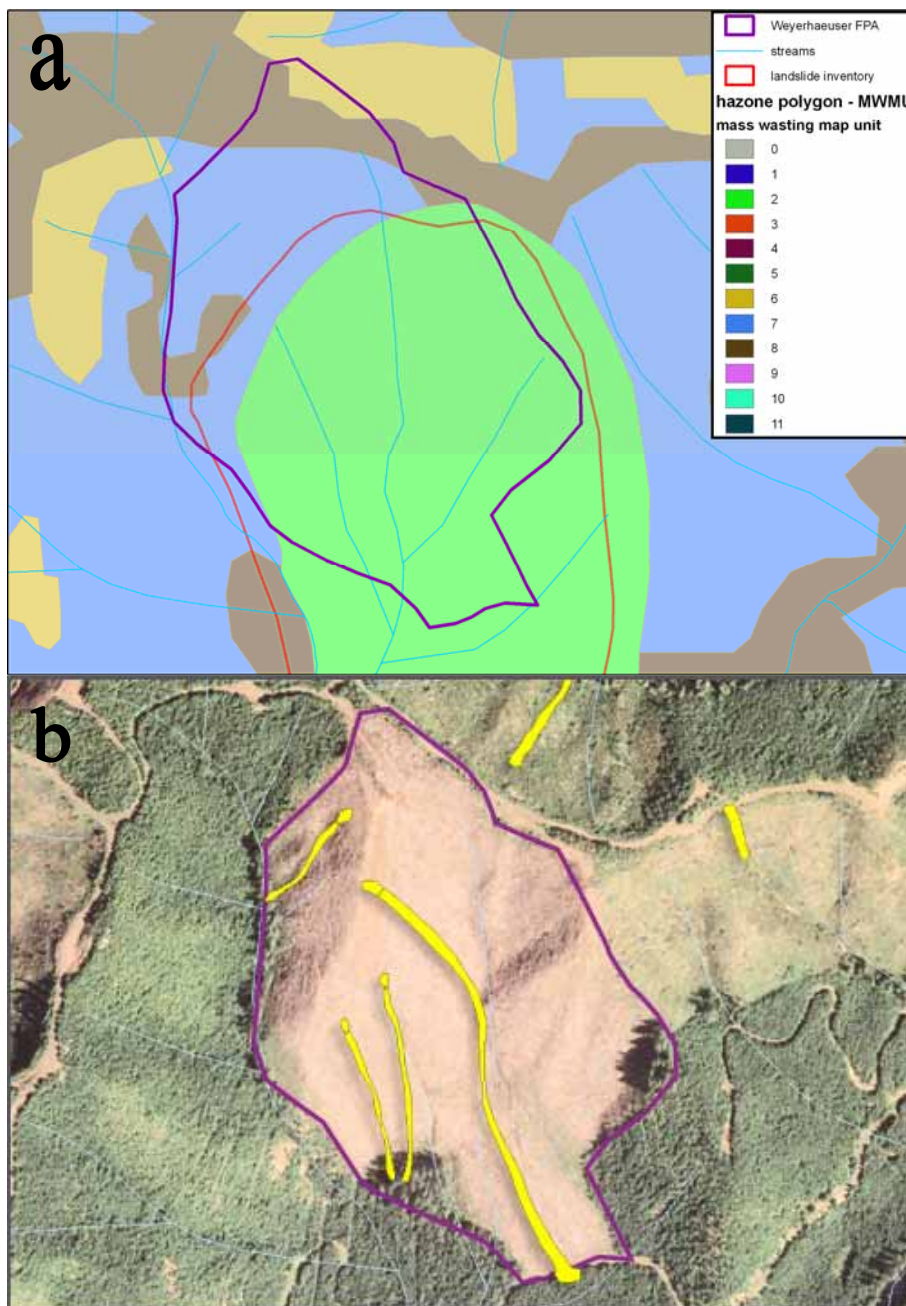 a
Weyerhaeuser FPA
streams
landslide inventory
hazone polygon - MWMU
mass wasting map unit
0
1
2
3
4
5
6
7
8
9
10
11
b